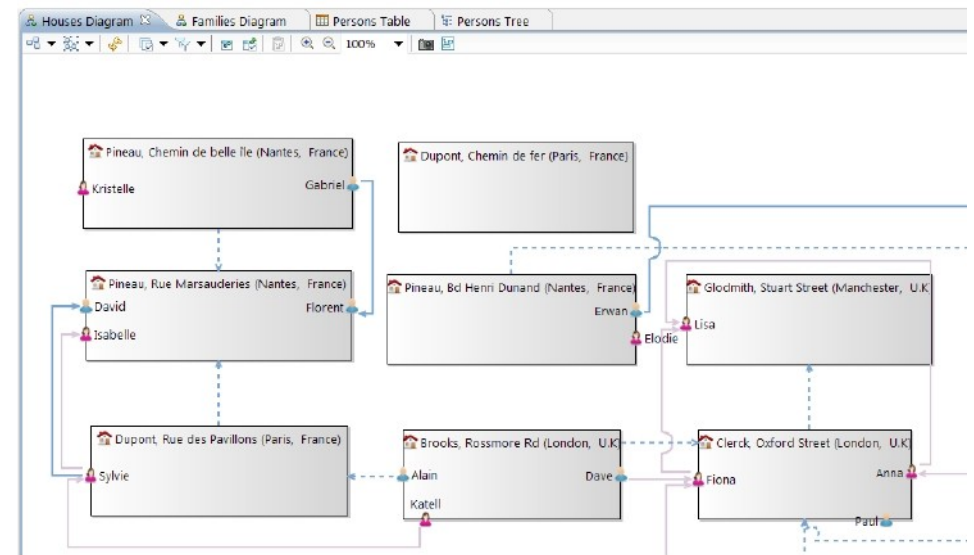 Houses Diagram Families Diagram Persons Table Persons Tree
100%
Pineau, Chemin de belle île (Nantes, France)
Kristelle
Gabriel
Dupont, Chemin de fer (Paris, France)
Pineau, Rue Marsauderies (Nantes, France)
David
Florent
Isabelle
Pineau, Bd Henri Dunand (Nantes, France)
Erwan
Elodie
Glodmith, Stuart Street (Manchester, U.K
Lisa
Dupont, Rue des Pavillons (Paris, France)
Sylvie
Brooks, Rossmore Rd (London, U.K)
Alain
Dave
Katell
Clerck, Oxford Street (London, U.K)
Fiona
Anna
Paul